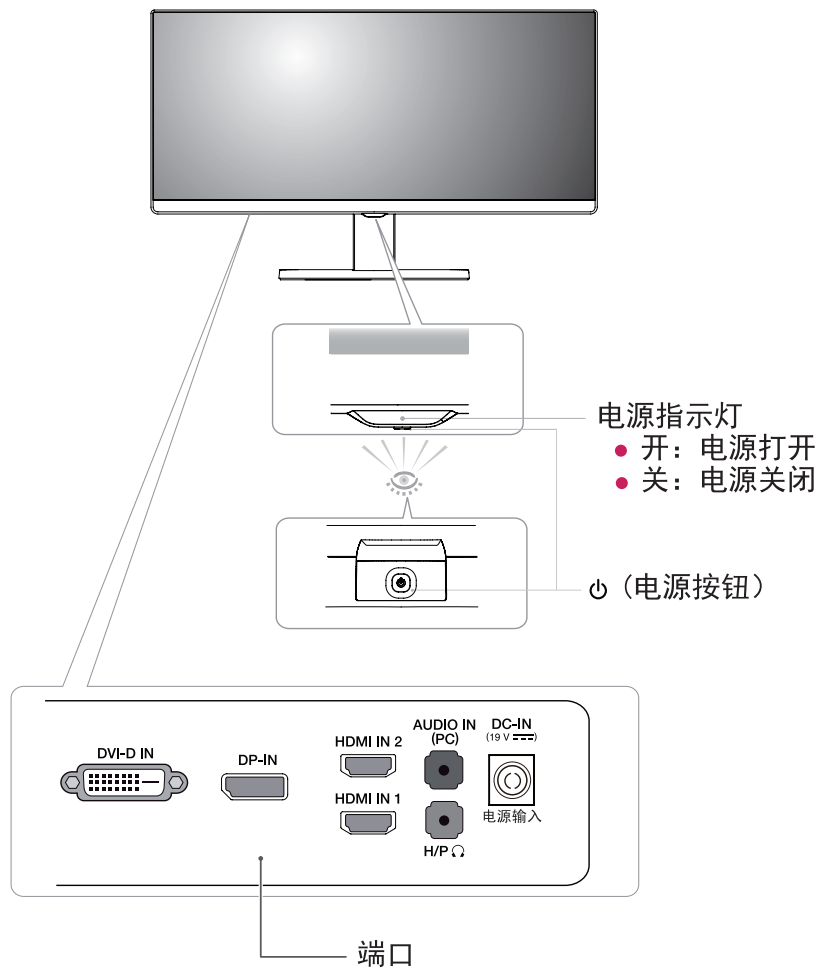 电源指示灯
● 开：电源打开
● 关：电源关闭
⏻（电源按钮）
DVI-D IN
DP-IN
HDMI IN 2
HDMI IN 1
AUDIO IN
(PC)
H/P
DC-IN
(19 V ⎓)
电源输入
端口